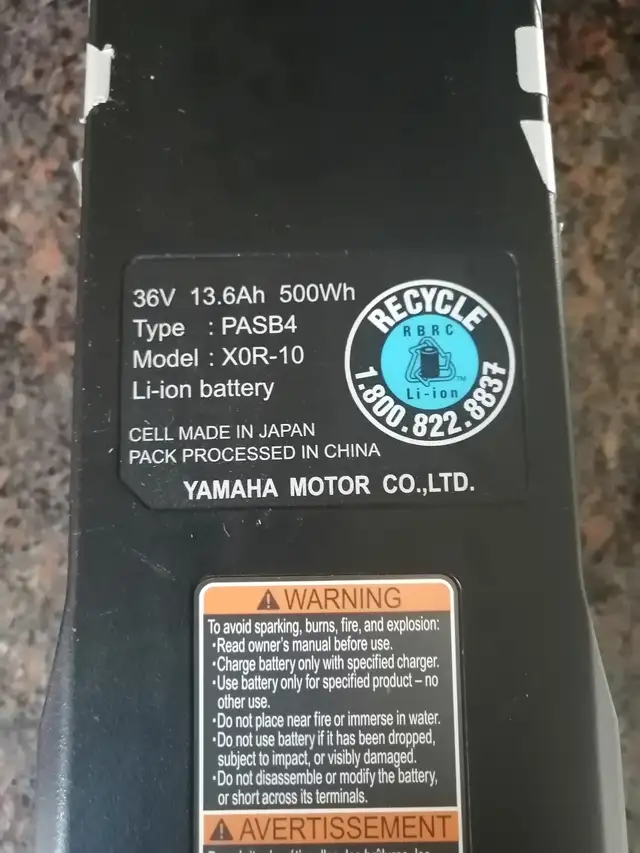 36V 13.6Ah 500Wh
Type : PASB4
Model : X0R-10
Li-ion battery
CELL MADE IN JAPAN
PACK PROCESSED IN CHINA
YAMAHA MOTOR CO.,LTD.
RECYCLE
RBRC
TM
Li-ion
1.800.822.8837
WARNING
To avoid sparking, burns, fire, and explosion:
•Read owner's manual before use.
•Charge battery only with specified charger.
•Use battery only for specified product – no
other use.
•Do not place near fire or immerse in water.
•Do not use battery if it has been dropped,
subject to impact, or visibly damaged.
•Do not disassemble or modify the battery,
or short across its terminals.
AVERTISSEMENT